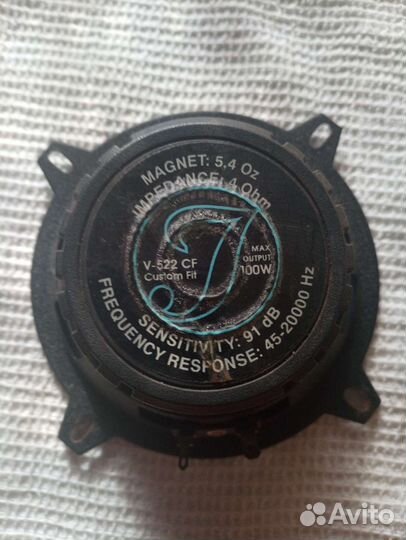 MAGNET: 5,4 Oz
IMPEDANCE: 4 Ohm
V-522 CF
Custom Fit
MAX
OUTPUT
100W
SENSITIVITY: 91 dB
FREQUENCY RESPONSE: 45-20000 Hz
Avito